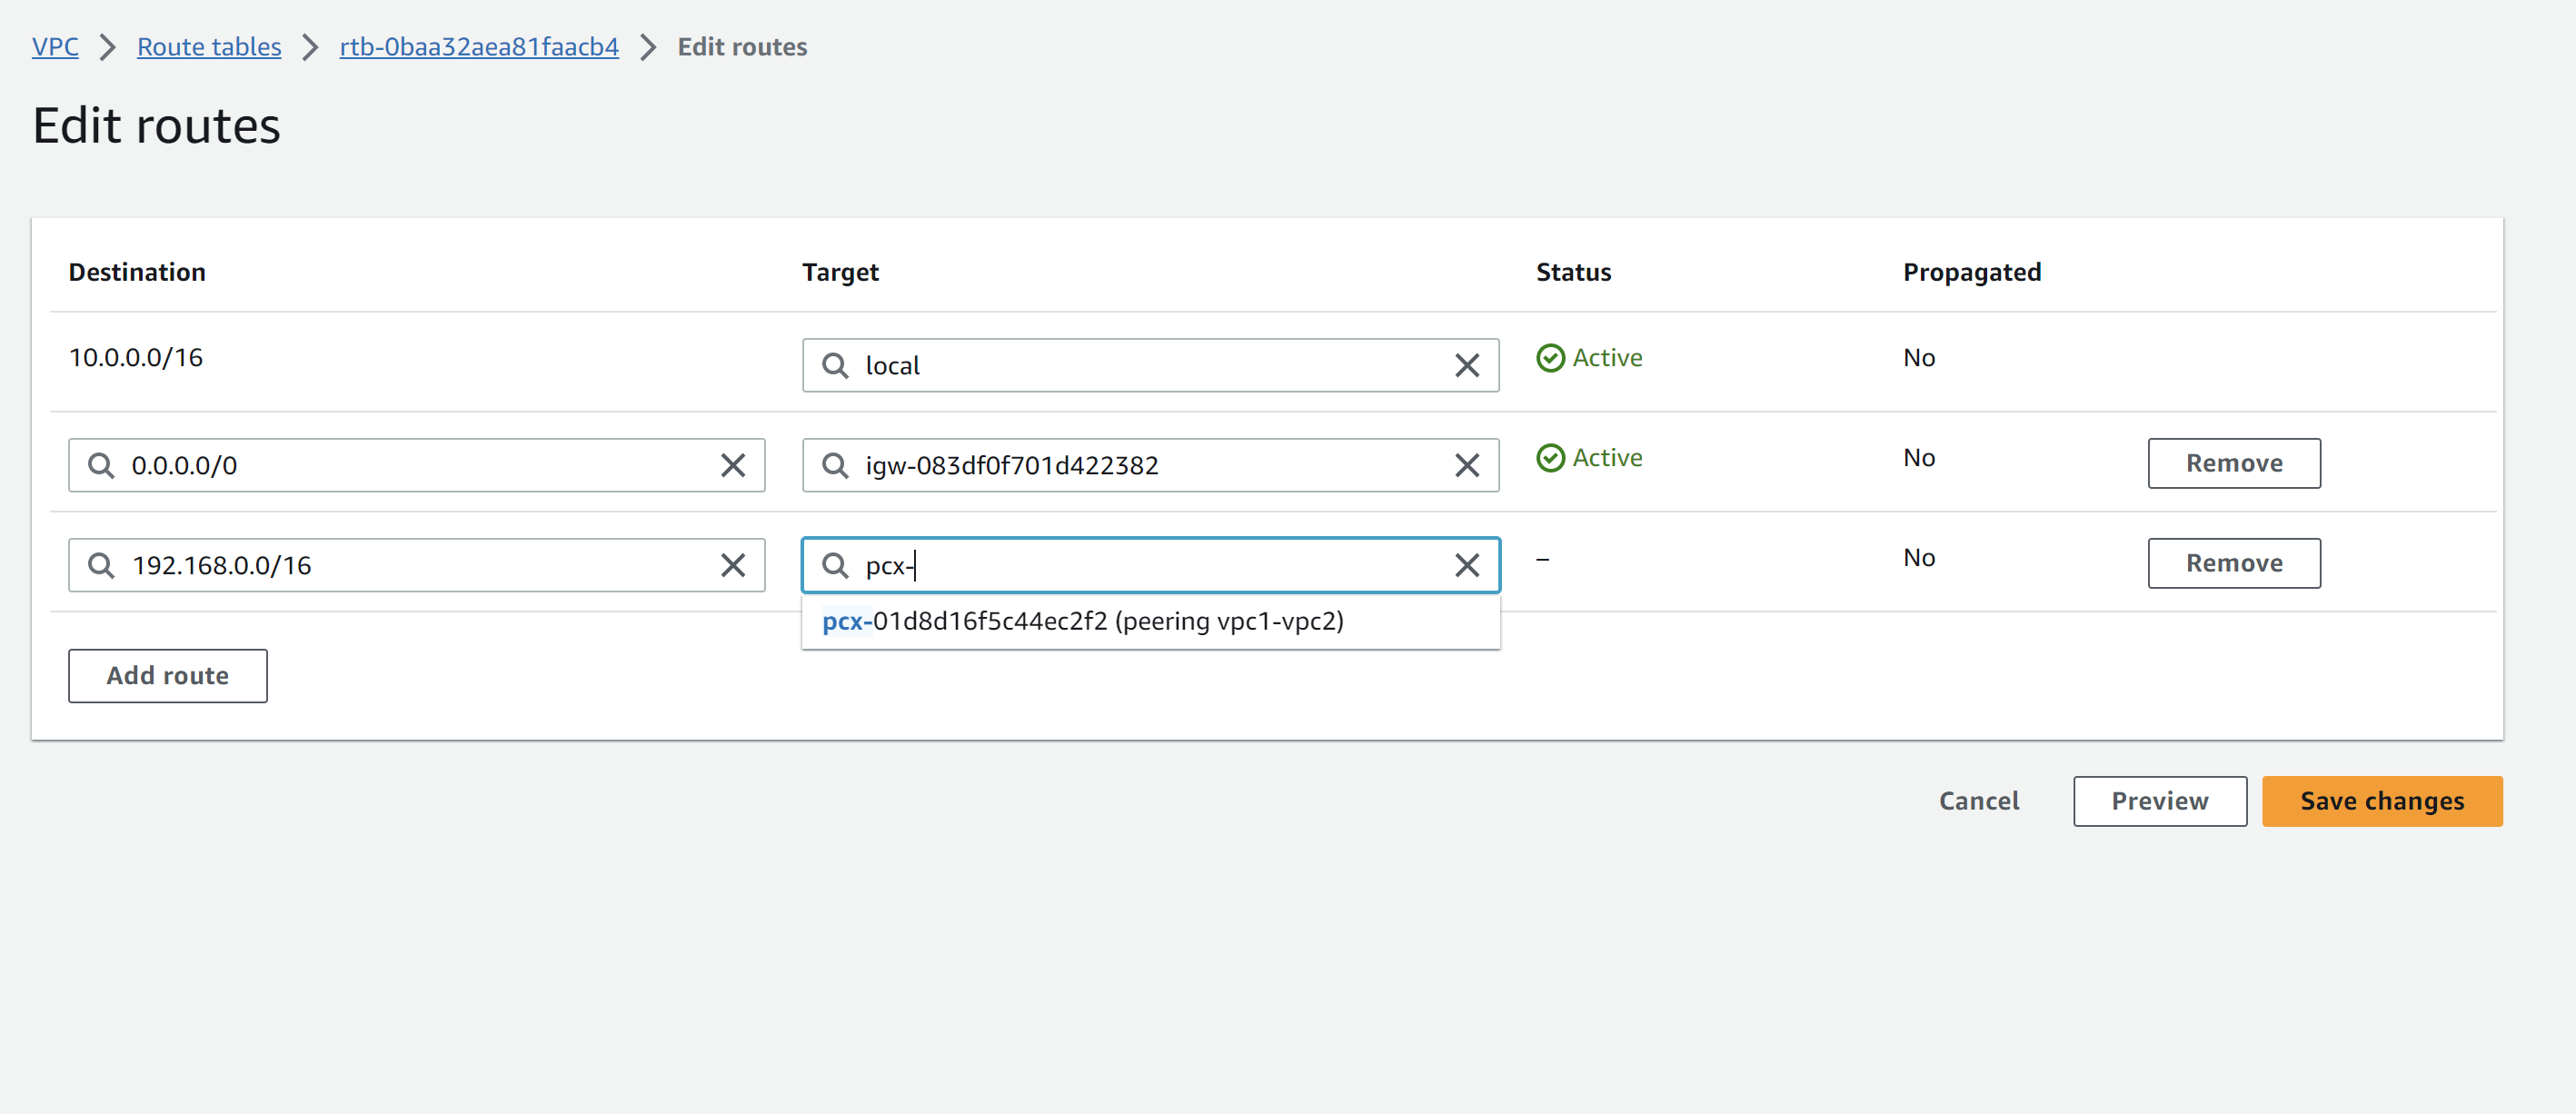 VPC > Route tables > rtb-0baa32aea81faacb4 > Edit routes
Edit routes
Destination Target Status Propagated
10.0.0.0/16 local Active No
0.0.0.0/0 igw-083df0f701d422382 Active No Remove
192.168.0.0/16 pcx- – No Remove
pcx-01d8d16f5c44ec2f2 (peering vpc1-vpc2)
Add route
Cancel Preview Save changes